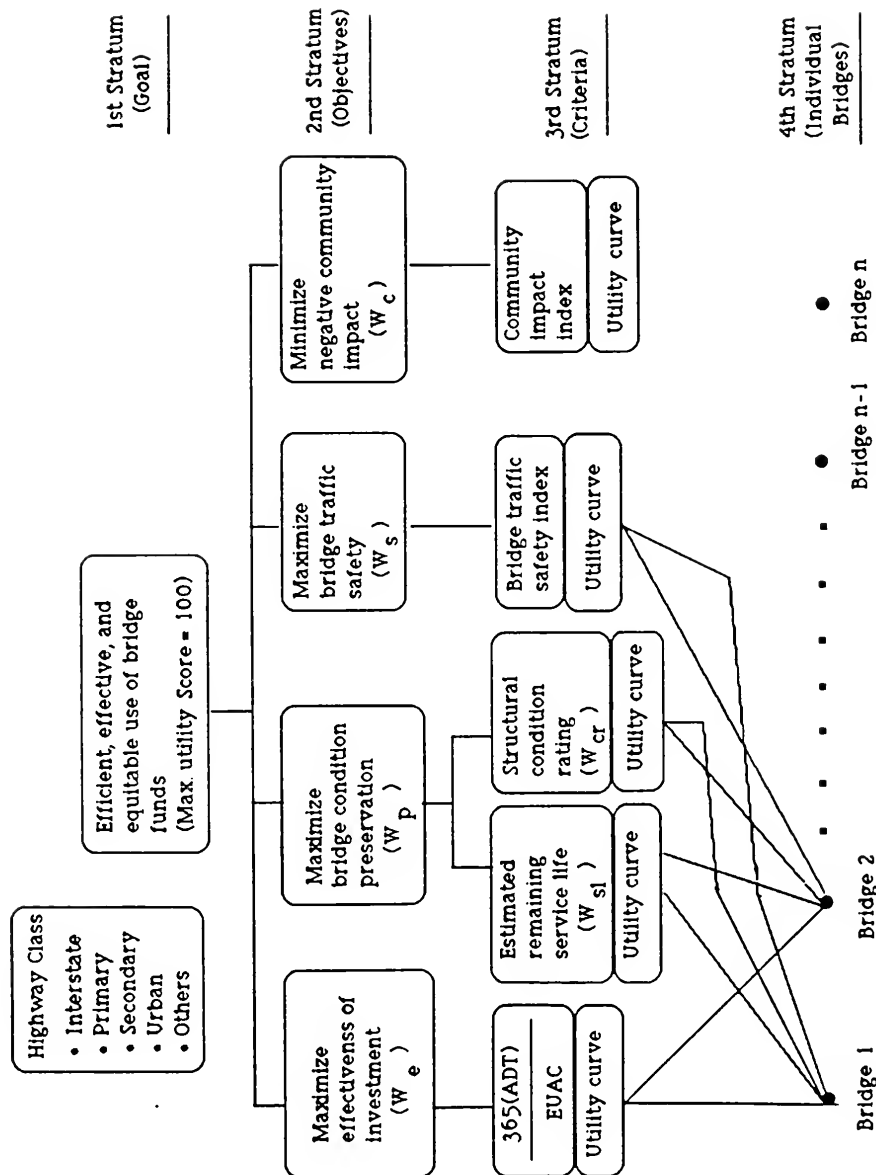 Highway Class
• Interstate
• Primary
• Secondary
• Urban
• Others
Efficient, effective, and
equitable use of bridge
funds
(Max. utility Score = 100)
1st Stratum
(Goal)
Maximize
effectivenss of
investment
(W e )
Maximize
bridge condition
preservation
(W p )
Maximize
bridge traffic
safety
(W s )
Minimize
negative community
impact
(W c )
2nd Stratum
(Objectives)
365(ADT)
EUAC
Utility curve
Estimated
remaining
service life
(W sl )
Utility curve
Structural
condition
rating
(W cr )
Utility curve
Bridge traffic
safety index
Utility curve
Community
impact
index
Utility curve
3rd Stratum
(Criteria)
Bridge 1
Bridge 2
Bridge n-1
Bridge n
4th Stratum
(Individual
Bridges)